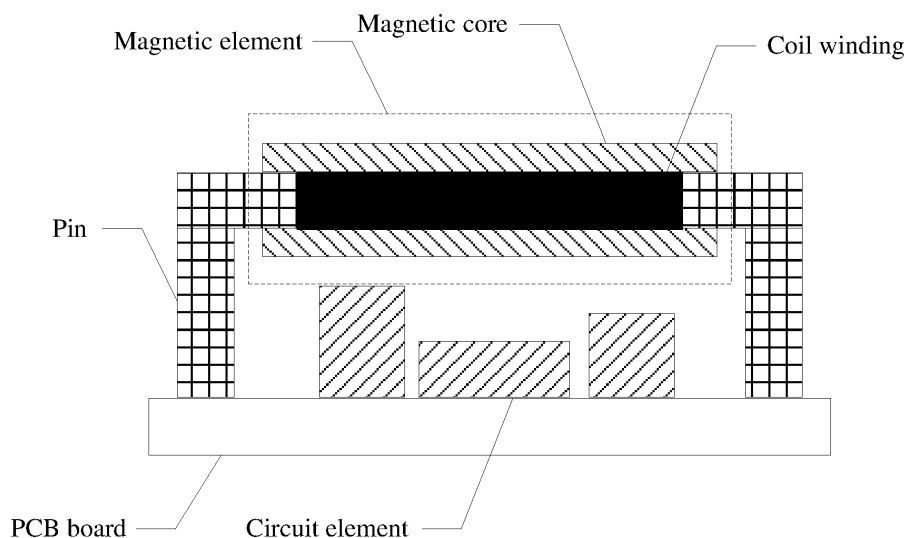 Magnetic core
Magnetic element
Coil winding
Pin
PCB board
Circuit element